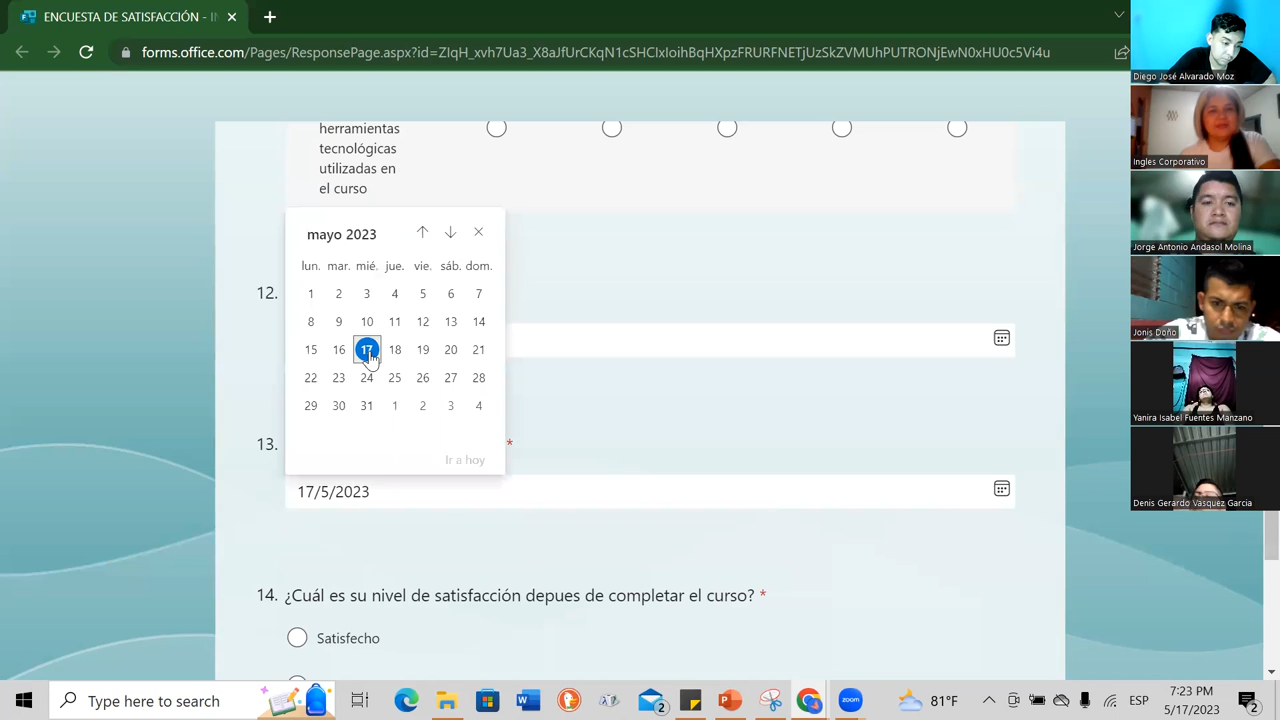 ENCUESTA DE SATISFACCIÓN - IN
forms.office.com/Pages/ResponsePage.aspx?id=ZIqH_xvh7UGYx8aJfUrCKqN1cSHCIxIoihBqHXpzFRURFNETjUzSkZVMUhPUTRONjEwN0xHU0c5Vi4u
herramientas
tecnológicas
utilizadas en
el curso
mayo 2023
lun. mar. mié. jue. vie. sáb. dom.
1 2 3 4 5 6 7
8 9 10 11 12 13 14
15 16 17 18 19 20 21
22 23 24 25 26 27 28
29 30 31 1 2 3 4
Ir a hoy
12.
13. *
17/5/2023
14. ¿Cuál es su nivel de satisfacción depues de completar el curso? *
Satisfecho
Diego José Alvarado Moz
Ingles Corporativo
Jorge Antonio Andasol Molina
Jonis Doño
Yanira Isabel Fuentes Manzano
Denis Gerardo Vasquez Garcia
Type here to search
2
zoom
81°F
ESP
7:23 PM
5/17/2023
2